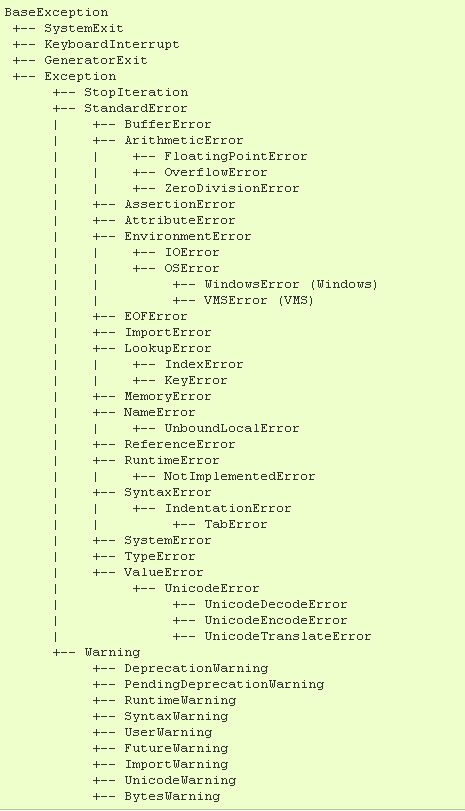 BaseException
 +-- SystemExit
 +-- KeyboardInterrupt
 +-- GeneratorExit
 +-- Exception
      +-- StopIteration
      +-- StandardError
      |    +-- BufferError
      |    +-- ArithmeticError
      |    |    +-- FloatingPointError
      |    |    +-- OverflowError
      |    |    +-- ZeroDivisionError
      |    +-- AssertionError
      |    +-- AttributeError
      |    +-- EnvironmentError
      |    |    +-- IOError
      |    |    +-- OSError
      |    |         +-- WindowsError (Windows)
      |    |         +-- VMSError (VMS)
      |    +-- EOFError
      |    +-- ImportError
      |    +-- LookupError
      |    |    +-- IndexError
      |    |    +-- KeyError
      |    +-- MemoryError
      |    +-- NameError
      |    |    +-- UnboundLocalError
      |    +-- ReferenceError
      |    +-- RuntimeError
      |    |    +-- NotImplementedError
      |    +-- SyntaxError
      |    |    +-- IndentationError
      |    |         +-- TabError
      |    +-- SystemError
      |    +-- TypeError
      |    +-- ValueError
      |         +-- UnicodeError
      |              +-- UnicodeDecodeError
      |              +-- UnicodeEncodeError
      |              +-- UnicodeTranslateError
      +-- Warning
           +-- DeprecationWarning
           +-- PendingDeprecationWarning
           +-- RuntimeWarning
           +-- SyntaxWarning
           +-- UserWarning
           +-- FutureWarning
           +-- ImportWarning
           +-- UnicodeWarning
           +-- BytesWarning